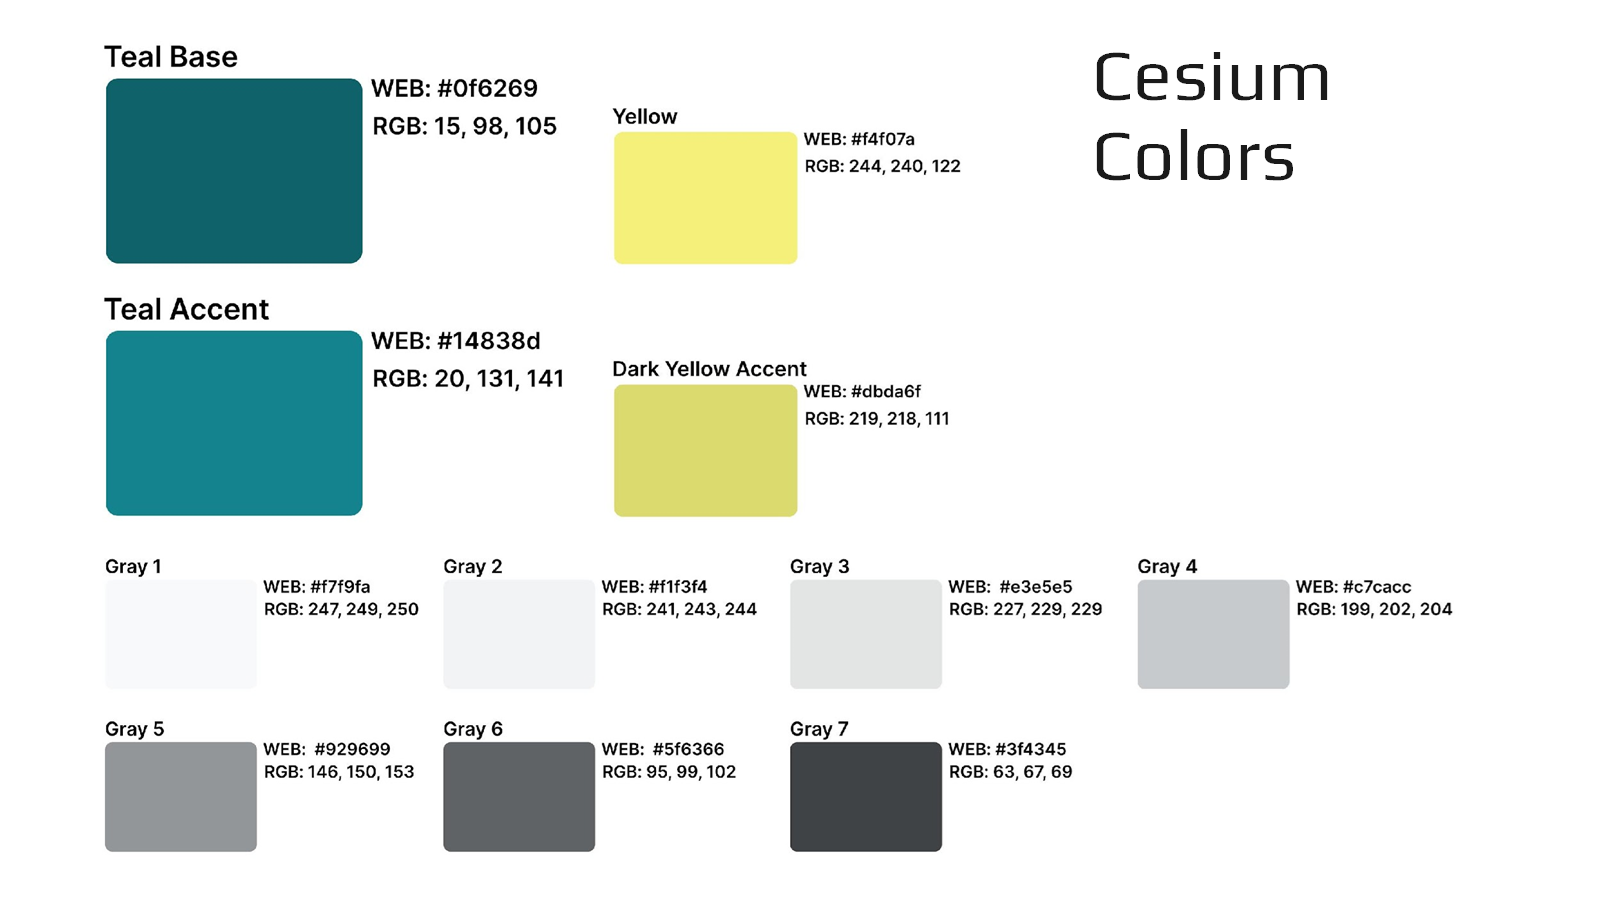 Cesium
Colors
Teal Base
WEB: #0f6269
RGB: 15, 98, 105
Yellow
WEB: #f4f07a
RGB: 244, 240, 122
Teal Accent
WEB: #14838d
RGB: 20, 131, 141
Dark Yellow Accent
WEB: #dbda6f
RGB: 219, 218, 111
Gray 1
WEB: #f7f9fa
RGB: 247, 249, 250
Gray 2
WEB: #f1f3f4
RGB: 241, 243, 244
Gray 3
WEB: #e3e5e5
RGB: 227, 229, 229
Gray 4
WEB: #c7cacc
RGB: 199, 202, 204
Gray 5
WEB: #929699
RGB: 146, 150, 153
Gray 6
WEB: #5f6366
RGB: 95, 99, 102
Gray 7
WEB: #3f4345
RGB: 63, 67, 69